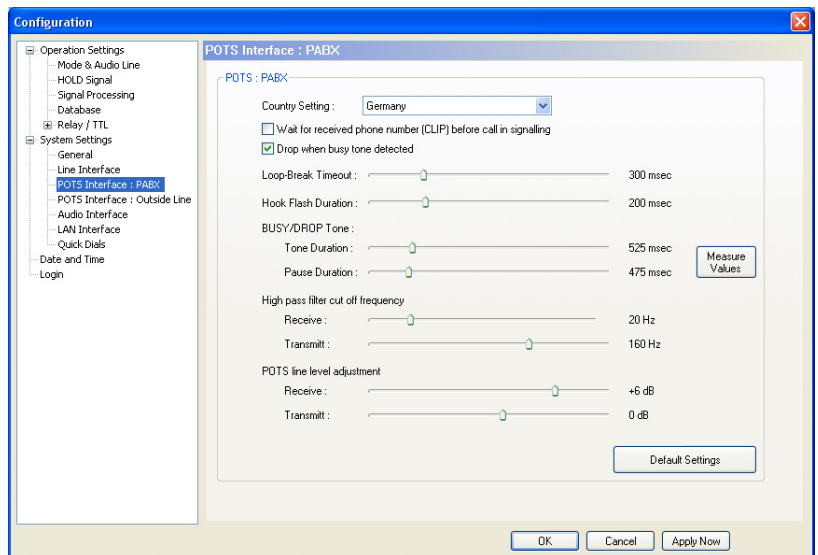 Configuration
Operation Settings
Mode & Audio Line
HOLD Signal
Signal Processing
Database
Relay / TTL
System Settings
General
Line Interface
POTS Interface : PABX
POTS Interface : Outside Line
Audio Interface
LAN Interface
Quick Dials
Date and Time
Login
POTS Interface : PABX
POTS : PABX
Country Setting : Germany
Wait for received phone number (CLIP) before call in signalling
Drop when busy tone detected
Loop-Break Timeout : 300 msec
Hook Flash Duration : 200 msec
BUSY/DROP Tone :
Tone Duration : 525 msec
Pause Duration : 475 msec
Measure
Values
High pass filter cut off frequency
Receive : 20 Hz
Transmitt : 160 Hz
POTS line level adjustment
Receive : +6 dB
Transmitt : 0 dB
Default Settings
OK Cancel Apply Now